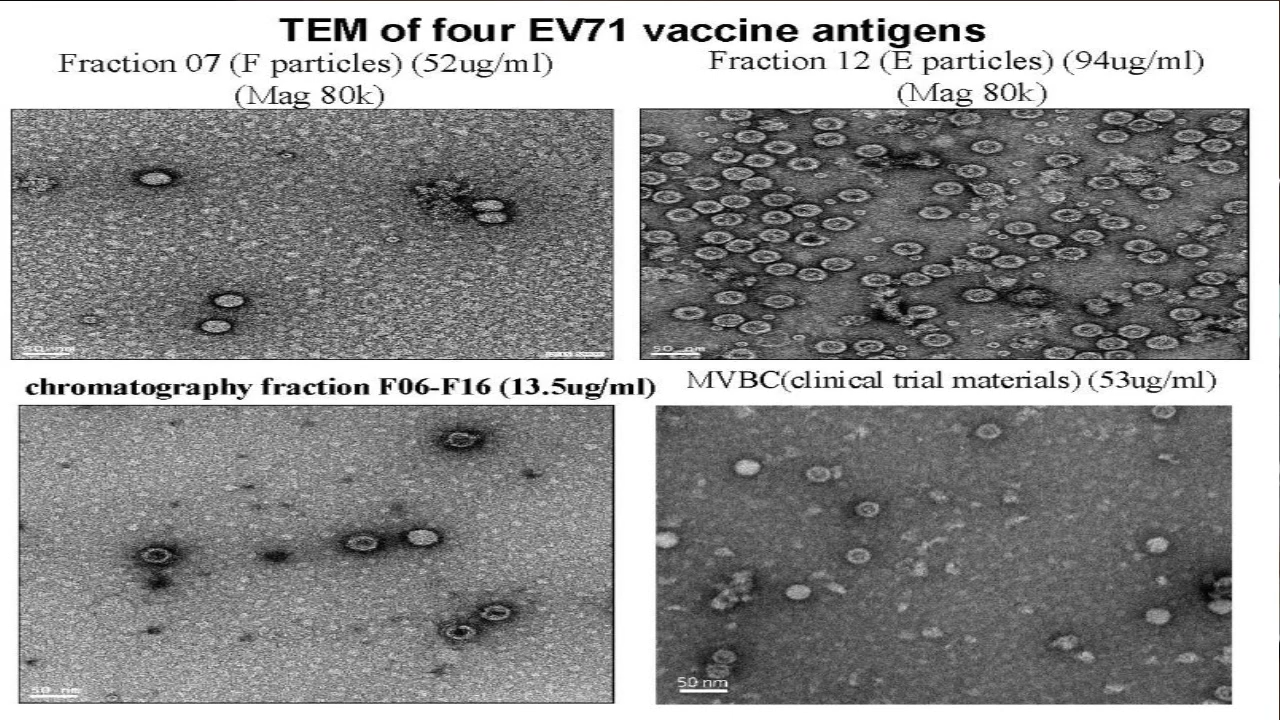 TEM of four EV71 vaccine antigens
Fraction 07 (F particles) (52ug/ml)
(Mag 80k)
Fraction 12 (E particles) (94ug/ml)
(Mag 80k)
50 nm
chromatography fraction F06-F16 (13.5ug/ml)
MVBC(clinical trial materials) (53ug/ml)
50 nm
50 nm